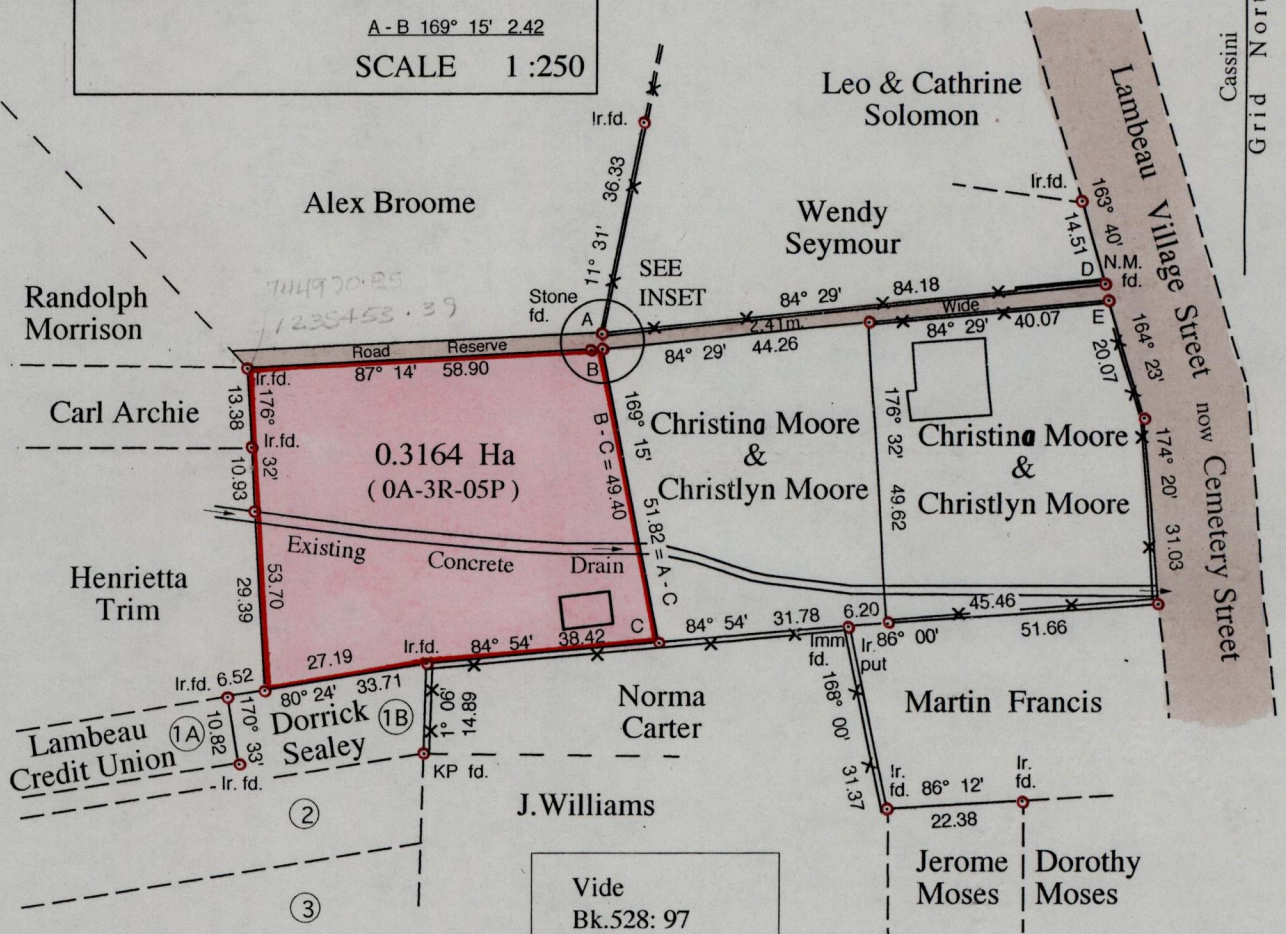 A - B 169° 15' 2.42
SCALE 1 :250
Cassini
Grid
Leo & Cathrine
Solomon
Lambeau Village Street now Cemetery Street
Ir.fd.
36.33
11° 31'
Alex Broome
Ir.fd.
163° 40'
14.51
Wendy
Seymour
D
N.M.
fd.
SEE
INSET
Randolph
Morrison
Stone
fd.
A
84° 29' 84.18
Wide
2.41m.
E
84° 29' 40.07
84° 29' 44.26
Road Reserve
87° 14' 58.90
B
Ir.fd.
164° 23'
20.07
Carl Archie
13.38
176° 32'
Ir.fd.
10.93
0.3164 Ha
( 0A-3R-05P )
169° 15'
B - C = 49.40
51.82 = A - C
Christina Moore
&
Christlyn Moore
176° 32'
49.62
Christina Moore
&
Christlyn Moore
174° 20'
31.03
Existing Concrete Drain
Henrietta
Trim
29.39
53.70
C
84° 54' 31.78
6.20
45.46
86° 00' 51.66
Ir.fd.
84° 54' 38.42
Imm
fd.
Ir.
put
27.19
80° 24' 33.71
Ir.fd. 6.52
170° 33'
10.82
Lambeau
Credit Union
1A
Dorrick
Sealey
1B
1° 06'
14.89
Norma
Carter
168° 00'
31.37
Martin Francis
Ir. fd.
KP fd.
Ir.
fd.
86° 12'
22.38
Ir.
fd.
2
J.Williams
Jerome
Moses
Dorothy
Moses
3
Vide
Bk.528: 97